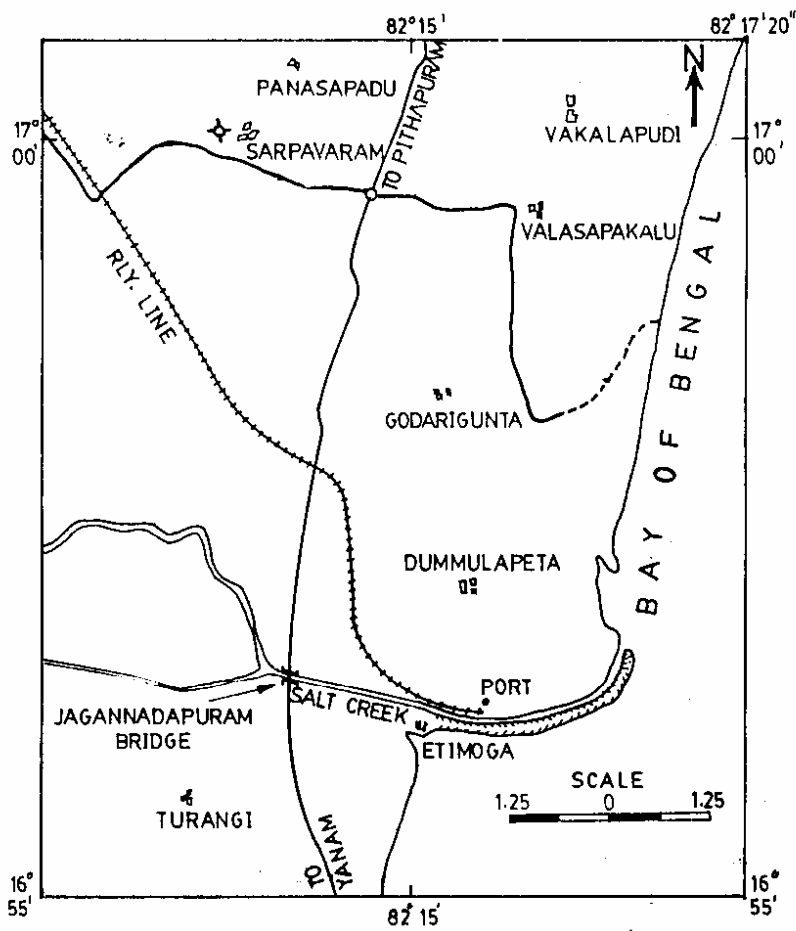 82° 15'
82° 17' 20"
N
PANASAPADU
TO PITHAPURAM
VAKALAPUDI
17°
00'
17°
00'
SARPAVARAM
VALASAPAKALU
RLY. LINE
BAY OF BENGAL
GODARIGUNTA
DUMMULAPETA
PORT
SALT CREEK
JAGANNADAPURAM
BRIDGE
ETIMOGA
SCALE
1.25 0 1.25
TURANGI
TO
YANAM
16°
55'
16°
55'
82° 15'